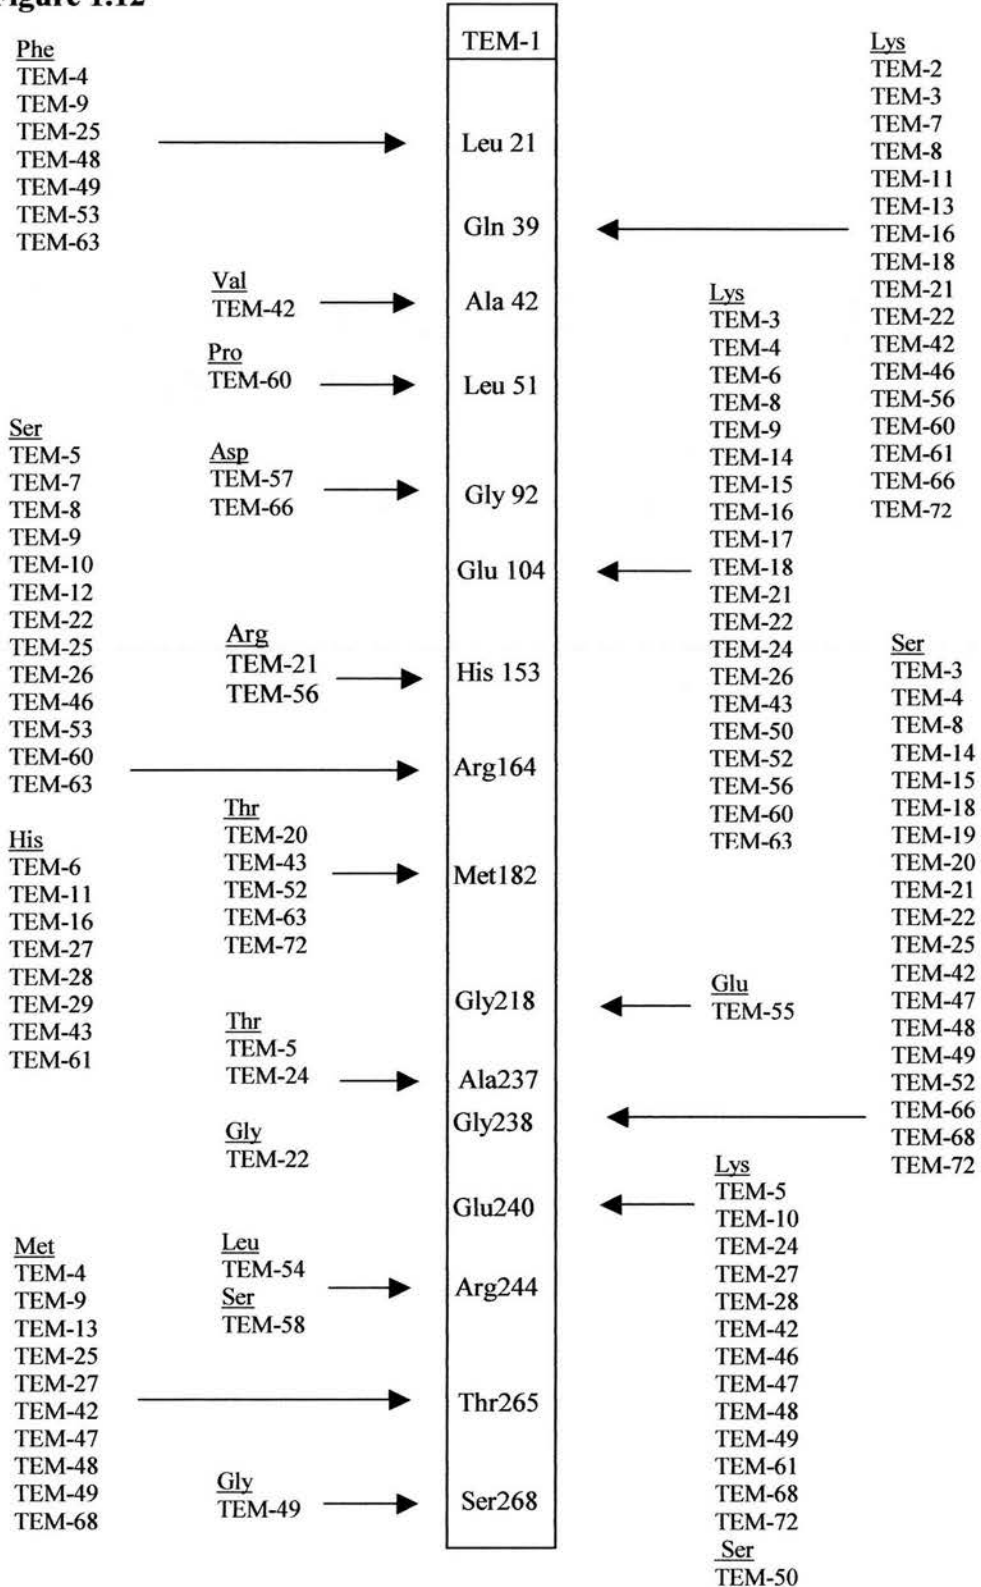 Figure 1.12
TEM-1
Phe
TEM-4
TEM-9
TEM-25
TEM-48
TEM-49
TEM-53
TEM-63
Leu 21
Lys
TEM-2
TEM-3
TEM-7
TEM-8
TEM-11
TEM-13
TEM-16
TEM-18
TEM-21
TEM-22
TEM-42
TEM-46
TEM-56
TEM-60
TEM-61
TEM-66
TEM-72
Gln 39
Val
TEM-42
Ala 42
Pro
TEM-60
Leu 51
Asp
TEM-57
TEM-66
Gly 92
Lys
TEM-3
TEM-4
TEM-6
TEM-8
TEM-9
TEM-14
TEM-15
TEM-16
TEM-17
TEM-18
TEM-21
TEM-22
TEM-24
TEM-26
TEM-43
TEM-50
TEM-52
TEM-56
TEM-60
TEM-63
Glu 104
Arg
TEM-21
TEM-56
His 153
Ser
TEM-5
TEM-7
TEM-8
TEM-9
TEM-10
TEM-12
TEM-22
TEM-25
TEM-26
TEM-46
TEM-53
TEM-60
TEM-63
Arg164
His
TEM-6
TEM-11
TEM-16
TEM-27
TEM-28
TEM-29
TEM-43
TEM-61
Thr
TEM-20
TEM-43
TEM-52
TEM-63
TEM-72
Met182
Gly218
Glu
TEM-55
Thr
TEM-5
TEM-24
Ala237
Gly
TEM-22
Gly238
Ser
TEM-3
TEM-4
TEM-8
TEM-14
TEM-15
TEM-18
TEM-19
TEM-20
TEM-21
TEM-22
TEM-25
TEM-42
TEM-47
TEM-48
TEM-49
TEM-52
TEM-66
TEM-68
TEM-72
Glu240
Lys
TEM-5
TEM-10
TEM-24
TEM-27
TEM-28
TEM-42
TEM-46
TEM-47
TEM-48
TEM-49
TEM-61
TEM-68
TEM-72
Ser
TEM-50
Leu
TEM-54
Ser
TEM-58
Arg244
Met
TEM-4
TEM-9
TEM-13
TEM-25
TEM-27
TEM-42
TEM-47
TEM-48
TEM-49
TEM-68
Thr265
Gly
TEM-49
Ser268